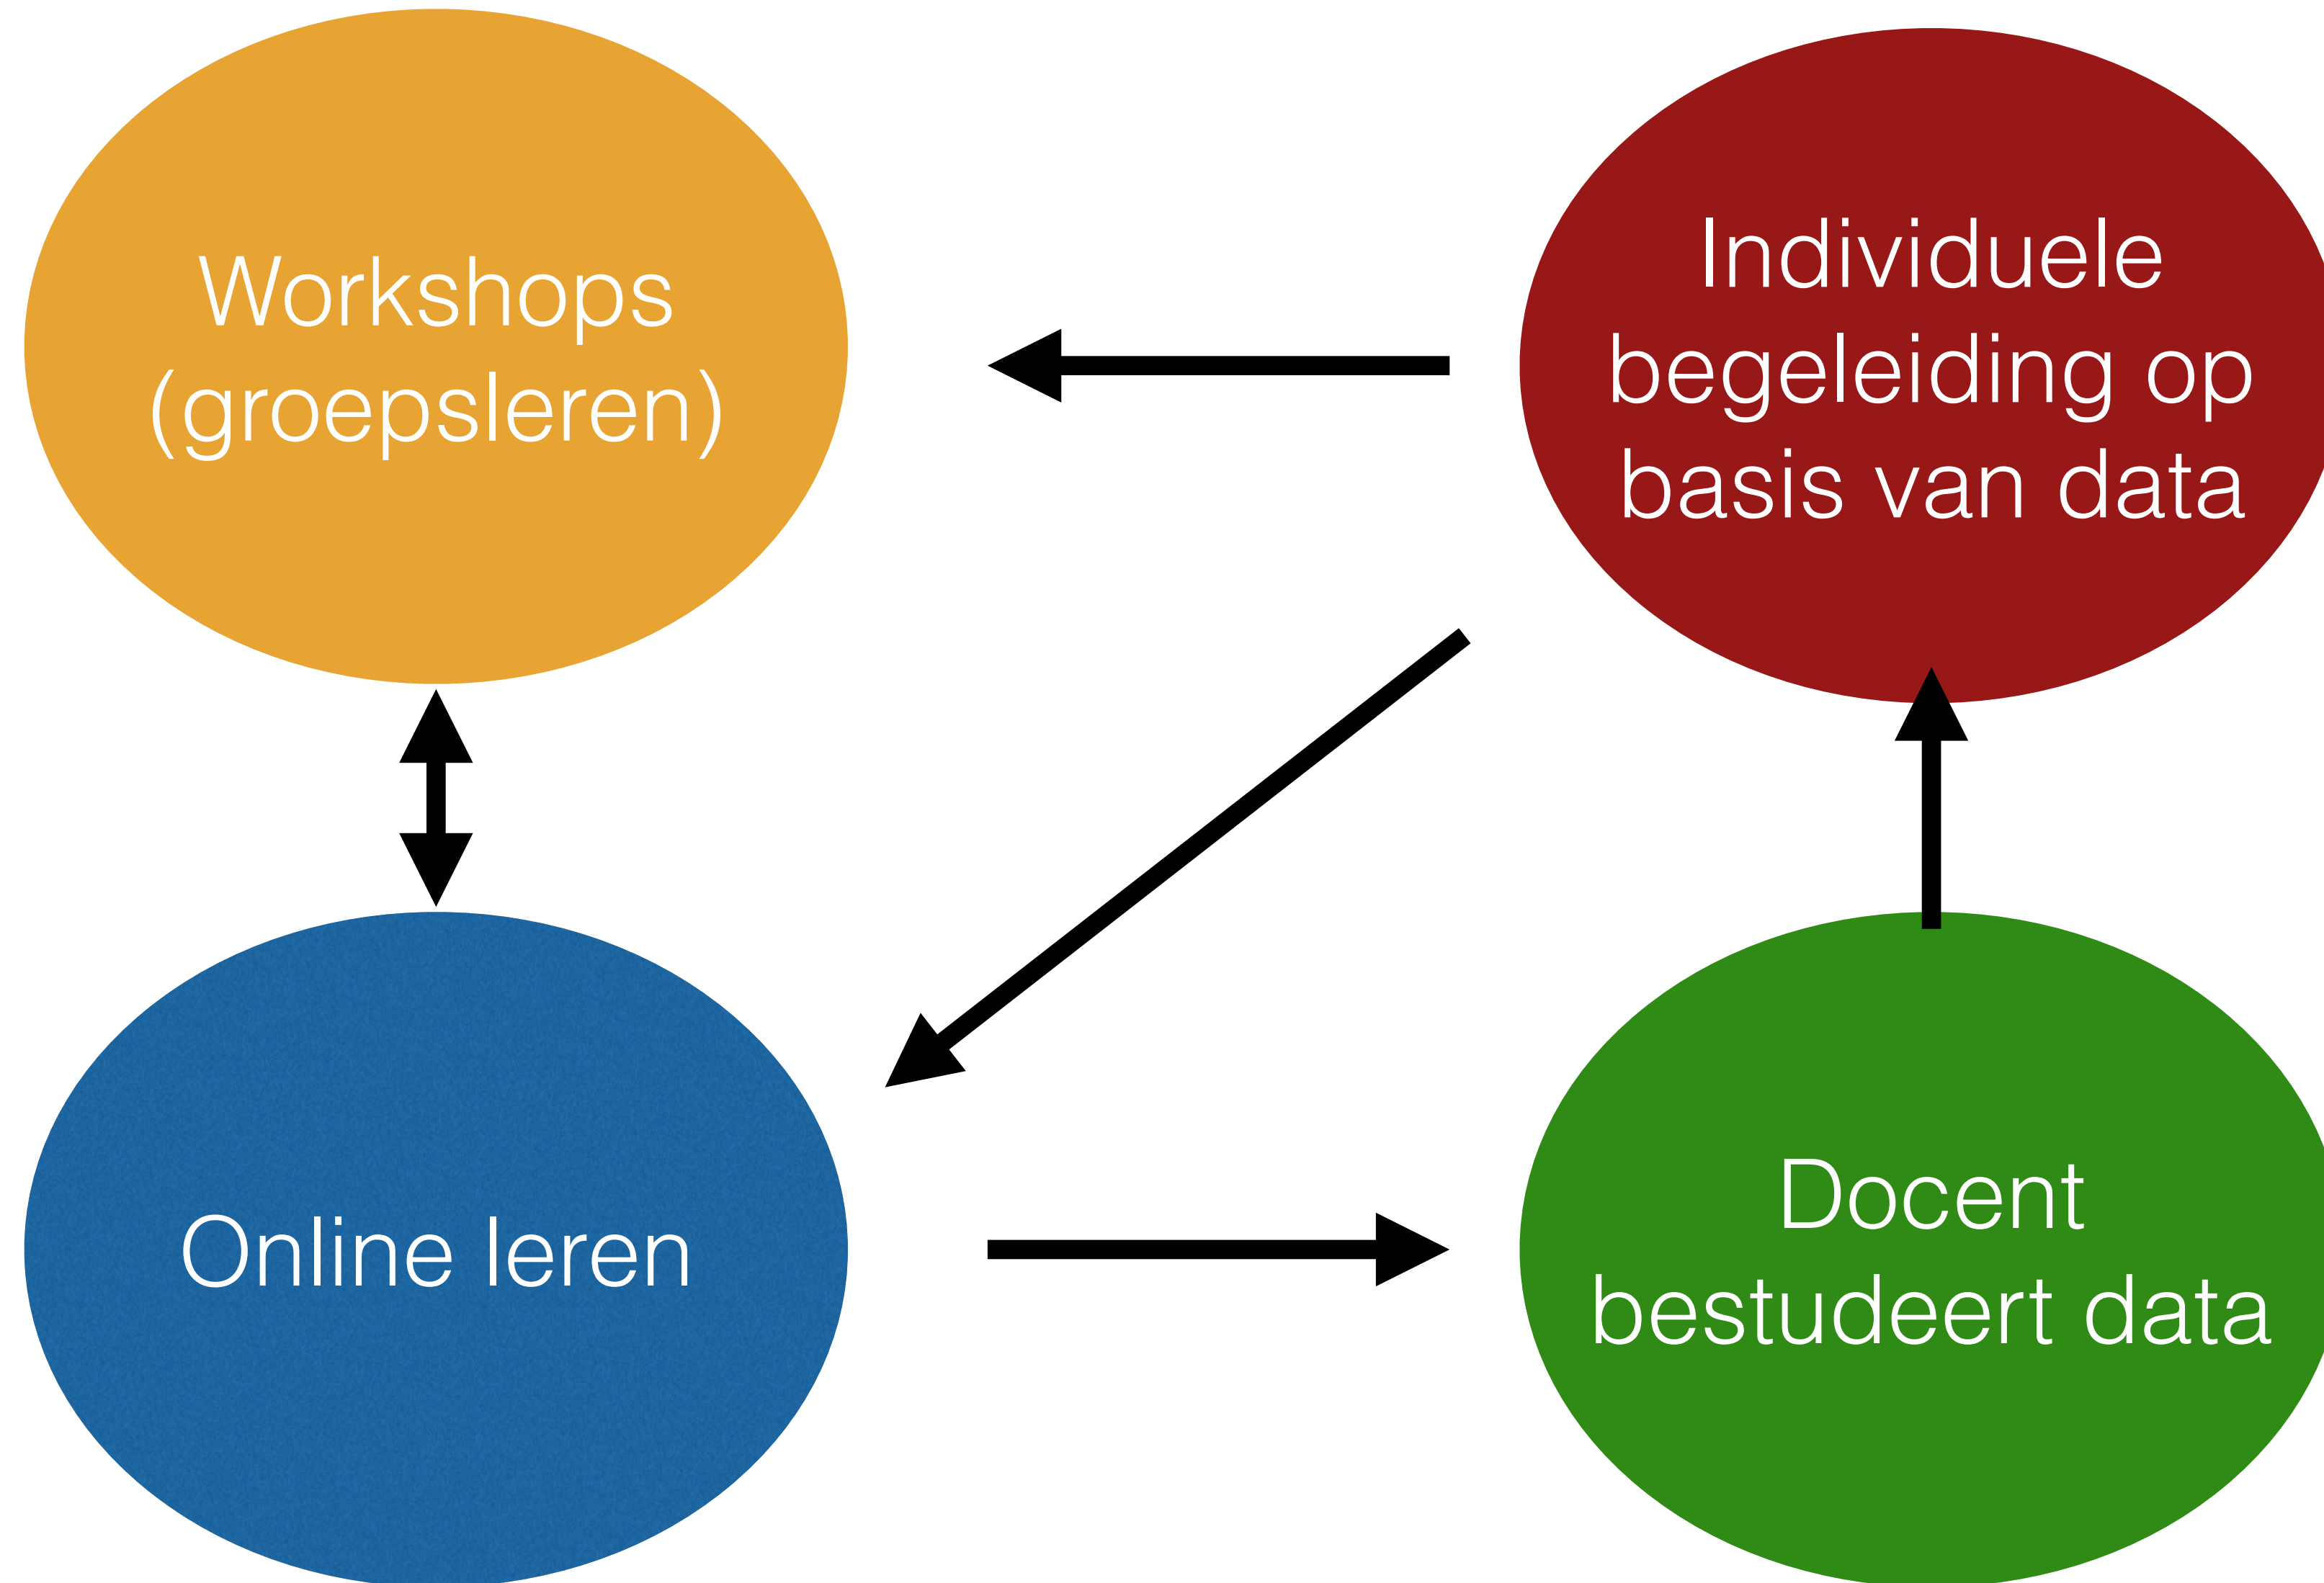 Workshops
(groepsleren)
Individuele
begeleiding op
basis van data
Online leren
Docent
bestudeert data